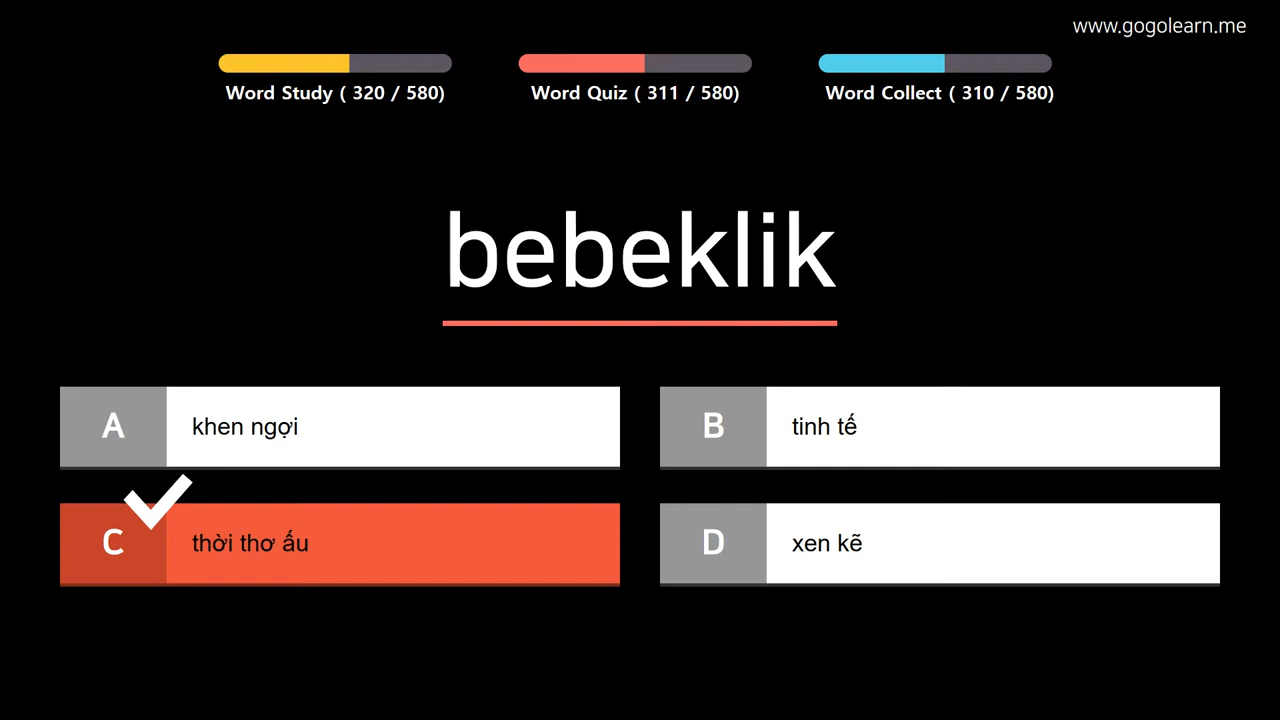 www.gogolearn.me
Word Study ( 320 / 580)
Word Quiz ( 311 / 580)
Word Collect ( 310 / 580)
bebeklik
A
khen ngợi
B
tinh tế
C
thời thơ ấu
D
xen kẽ